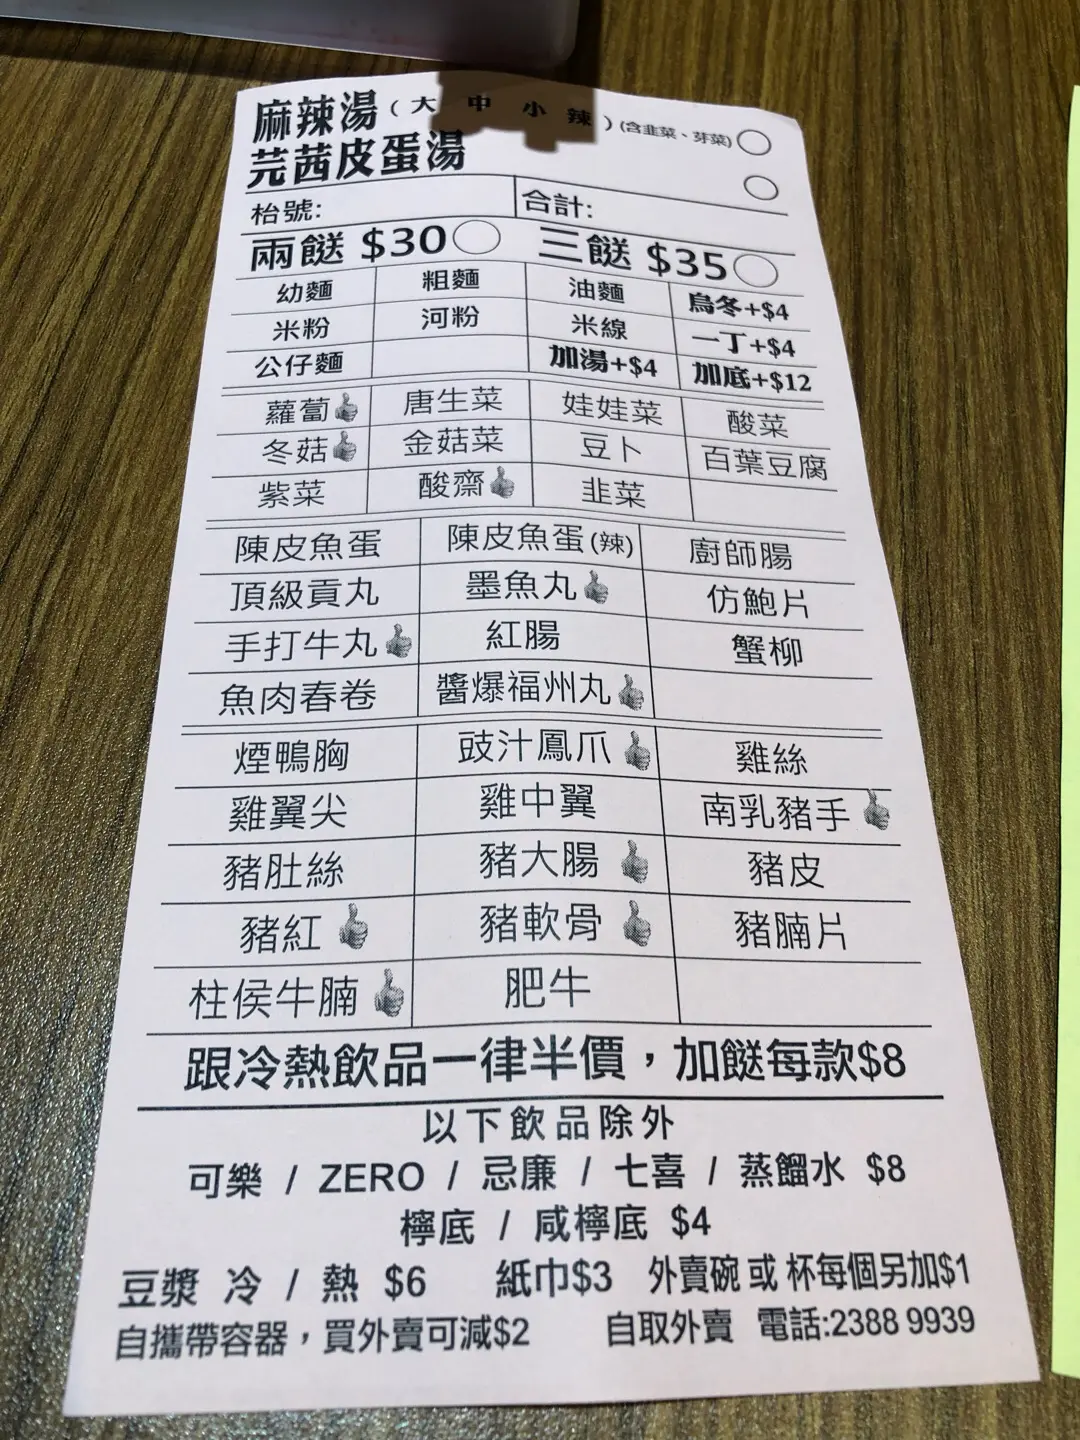 麻辣湯(大 中 小 辣)(含韭菜、芽菜)
芫茜皮蛋湯
枱號: 合計:
兩餸 $30 三餸 $35
幼麵 粗麵 油麵 烏冬+$4
米粉 河粉 米線 一丁+$4
公仔麵 加湯+$4 加底+$12
蘿蔔 唐生菜 娃娃菜 酸菜
冬菇 金菇菜 豆卜 百葉豆腐
紫菜 酸齋 韭菜
陳皮魚蛋 陳皮魚蛋(辣) 廚師腸
頂級貢丸 墨魚丸 仿鮑片
手打牛丸 紅腸 蟹柳
魚肉春卷 醬爆福州丸
煙鴨胸 豉汁鳳爪 雞絲
雞翼尖 雞中翼 南乳豬手
豬肚絲 豬大腸 豬皮
豬紅 豬軟骨 豬腩片
柱侯牛腩 肥牛
跟冷熱飲品一律半價，加餸每款$8
以下飲品除外
可樂 / ZERO / 忌廉 / 七喜 / 蒸餾水 $8
檸底 / 咸檸底 $4
豆漿 冷 / 熱 $6 紙巾$3 外賣碗或杯每個另加$1
自攜帶容器，買外賣可減$2 自取外賣 電話:2388 9939